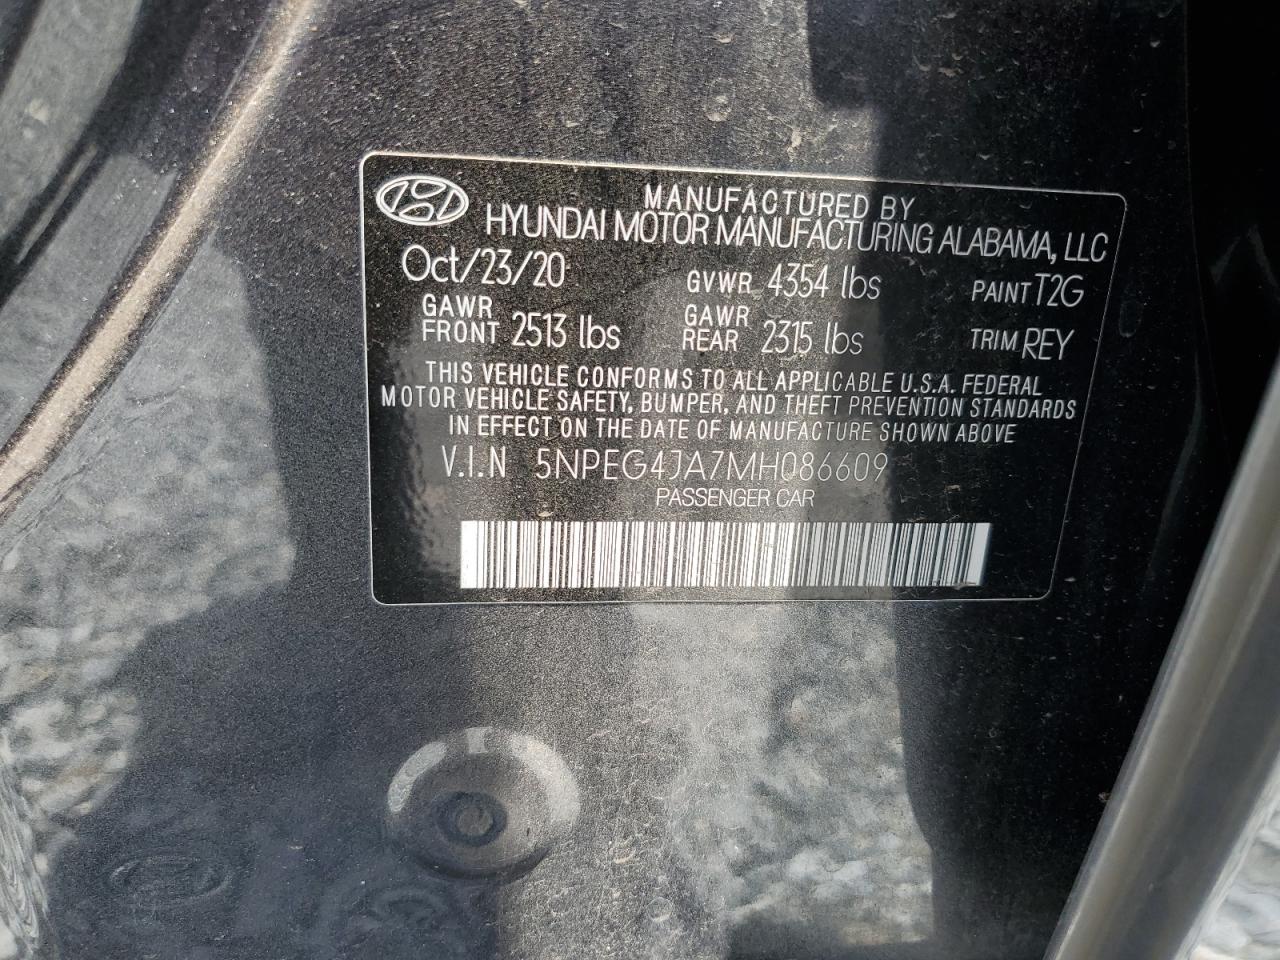 MANUFACTURED BY
HYUNDAI MOTOR MANUFACTURING ALABAMA, LLC
Oct/23/20 GVWR 4354 lbs PAINT T2G
GAWR FRONT 2513 lbs GAWR REAR 2315 lbs TRIM REY
THIS VEHICLE CONFORMS TO ALL APPLICABLE U.S.A. FEDERAL
MOTOR VEHICLE SAFETY, BUMPER, AND THEFT PREVENTION STANDARDS
IN EFFECT ON THE DATE OF MANUFACTURE SHOWN ABOVE
V.I.N 5NPEG4JA7MH086609
PASSENGER CAR